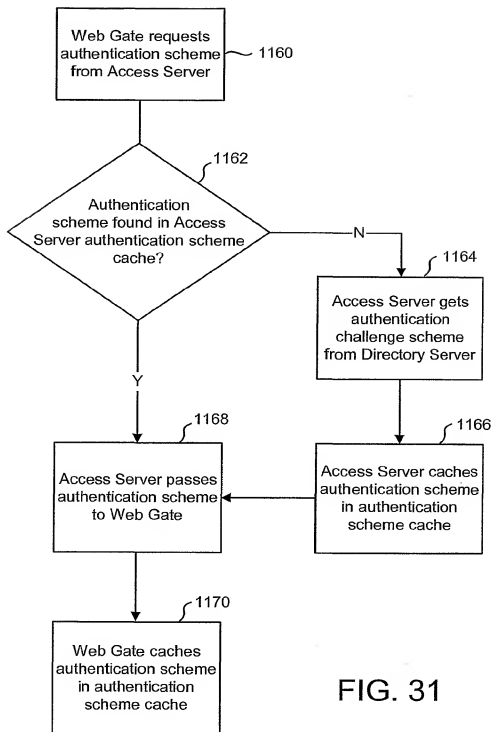 Web Gate requests
authentication scheme
from Access Server
1160
1162
Authentication
scheme found in Access
Server authentication scheme
cache?
N
1164
Access Server gets
authentication
challenge scheme
from Directory Server
Y
1166
Access Server caches
authentication scheme
in authentication
scheme cache
1168
Access Server passes
authentication scheme
to Web Gate
1170
Web Gate caches
authentication scheme
in authentication
scheme cache
FIG. 31